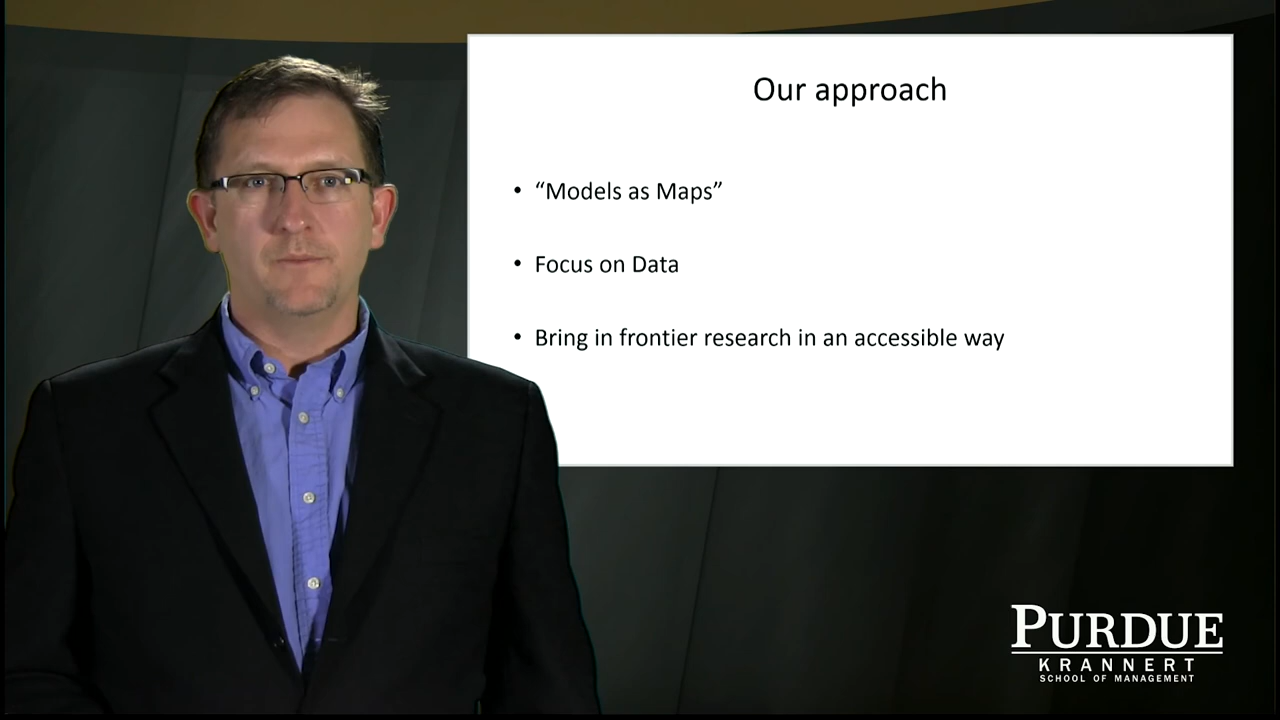 Our approach
• “Models as Maps”
• Focus on Data
• Bring in frontier research in an accessible way
PURDUE
KRANNERT
SCHOOL OF MANAGEMENT